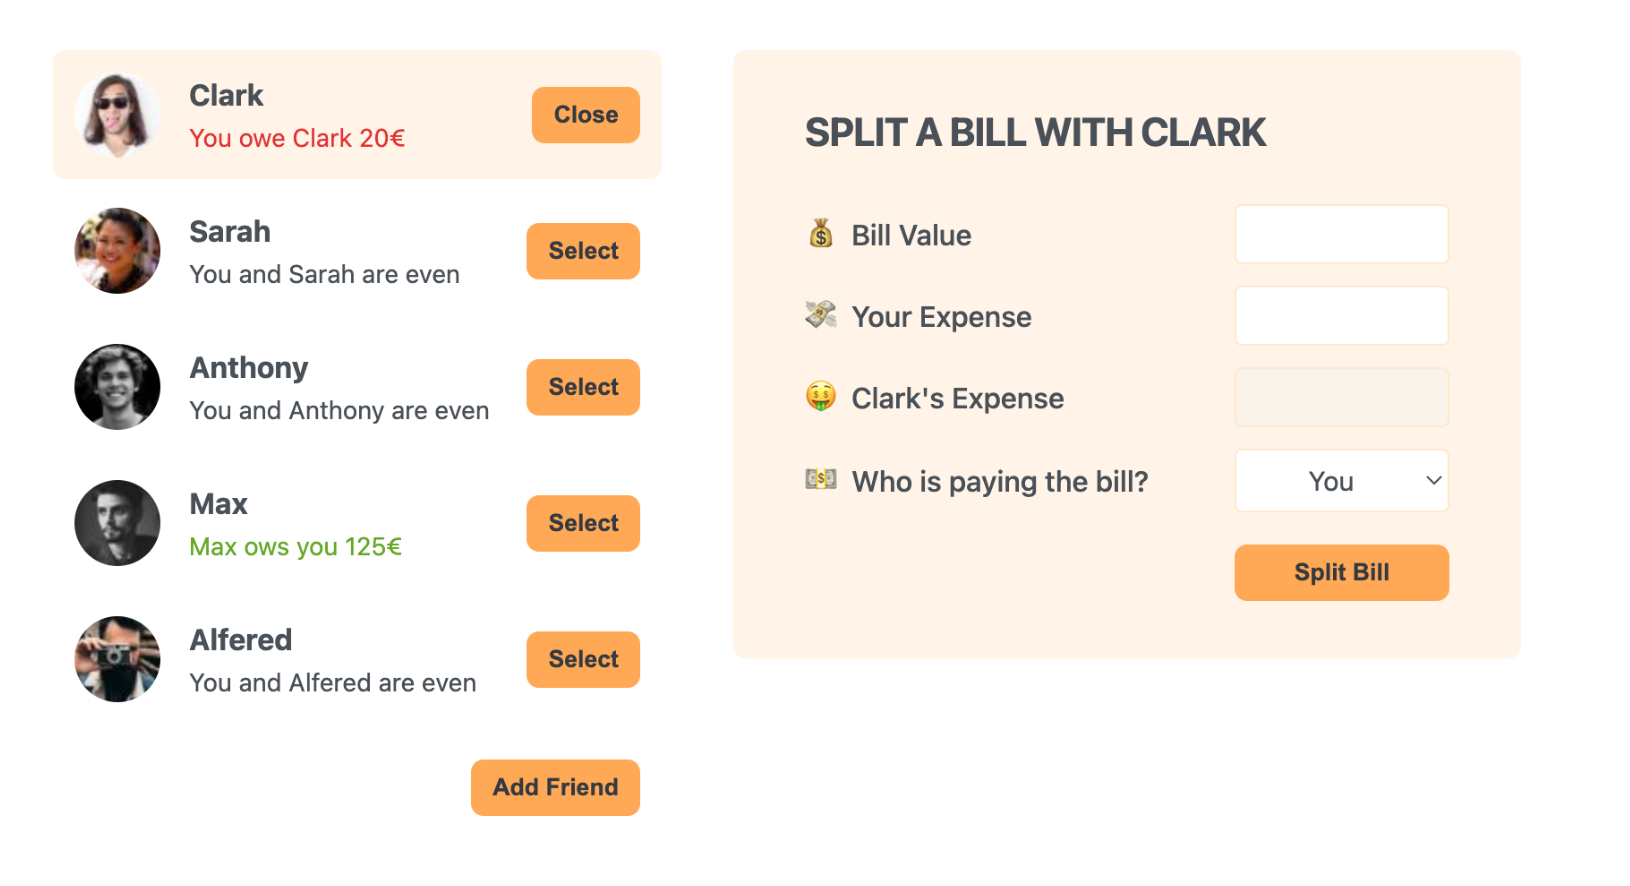 Clark
You owe Clark 20€
Close
Sarah
You and Sarah are even
Select
Anthony
You and Anthony are even
Select
Max
Max ows you 125€
Select
Alfered
You and Alfered are even
Select
Add Friend
SPLIT A BILL WITH CLARK
💰 Bill Value
💸 Your Expense
🤑 Clark's Expense
💵 Who is paying the bill?
You
Split Bill